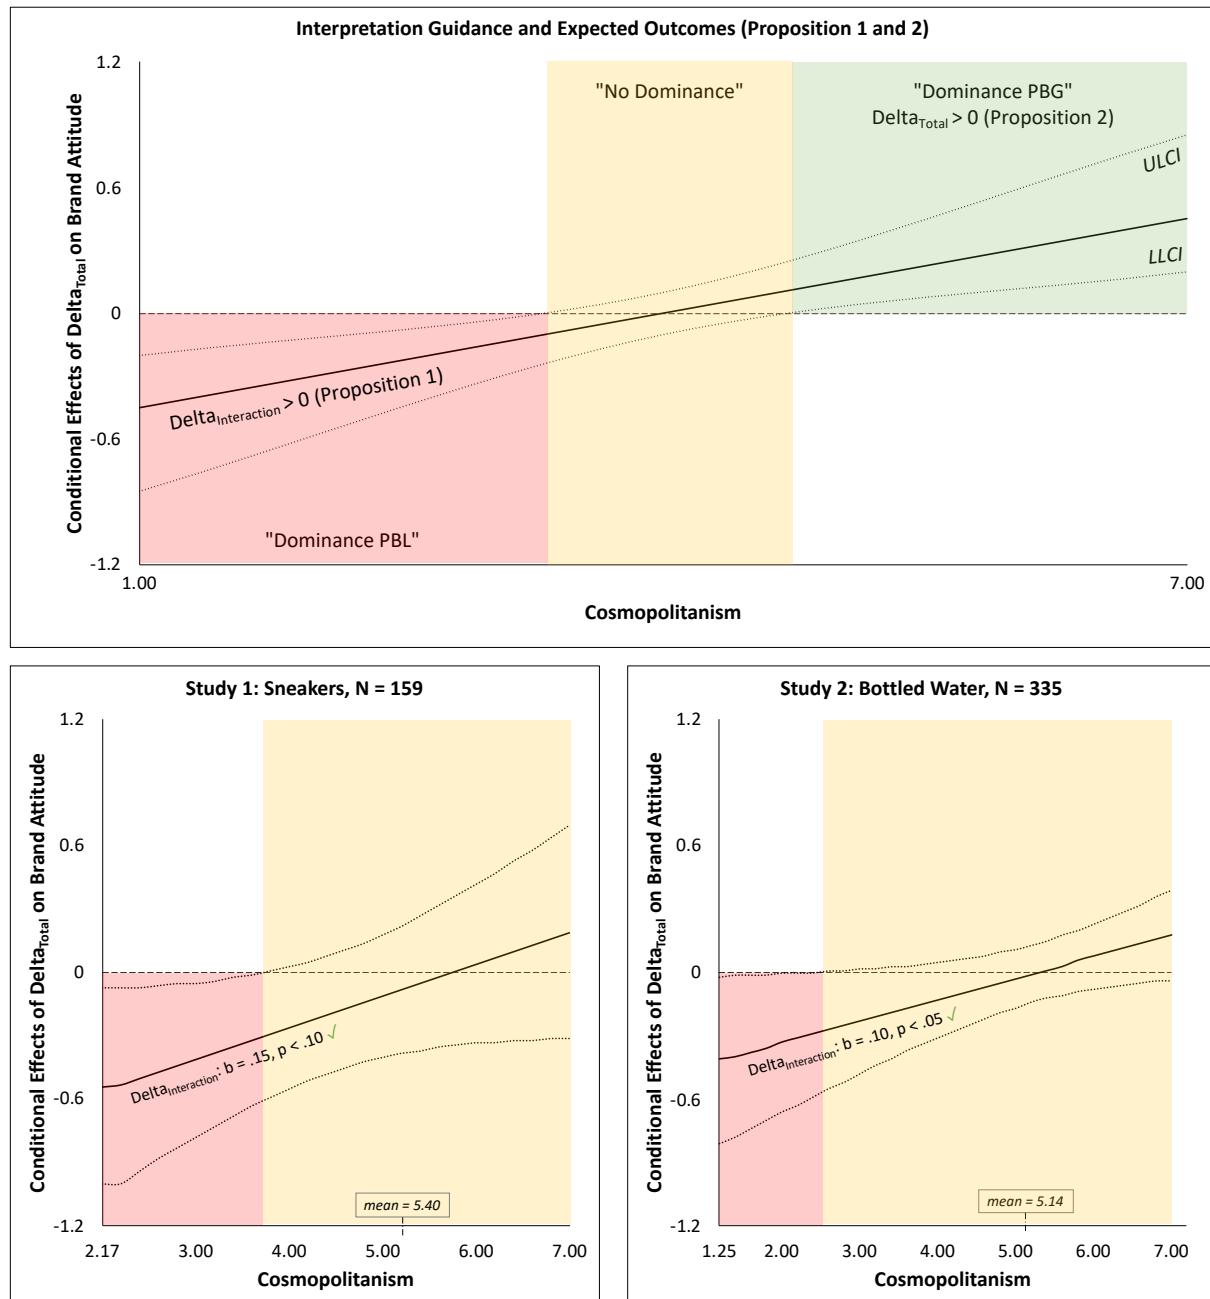 Interpretation Guidance and Expected Outcomes (Proposition 1 and 2)
Conditional Effects of DeltaTotal on Brand Attitude
1.2
0.6
0
-0.6
-1.2
"No Dominance"
"Dominance PBG"
DeltaTotal > 0 (Proposition 2)
ULCI
LLCI
DeltaInteraction > 0 (Proposition 1)
"Dominance PBL"
1.00
7.00
Cosmopolitanism
Study 1: Sneakers, N = 159
Conditional Effects of DeltaTotal on Brand Attitude
1.2
0.6
0
-0.6
-1.2
DeltaInteraction: b = .15, p < .10 √
mean = 5.40
2.17 3.00 4.00 5.00 6.00 7.00
Cosmopolitanism
Study 2: Bottled Water, N = 335
Conditional Effects of DeltaTotal on Brand Attitude
1.2
0.6
0
-0.6
-1.2
DeltaInteraction: b = .10, p < .05 √
mean = 5.14
1.25 2.00 3.00 4.00 5.00 6.00 7.00
Cosmopolitanism